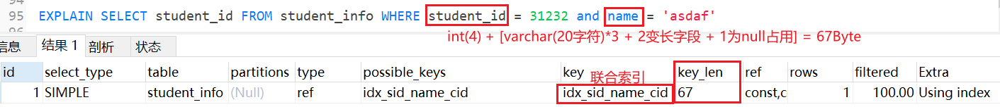 94
95 EXPLAIN SELECT student_id FROM student_info WHERE student_id = 31232 and name = 'asdaf'
96
int(4) + [varchar(20字符)*3 + 2变长字段 + 1为null占用] = 67Byte
信息 结果 1 剖析 状态
联合索引
id select_type table partitions type possible_keys key key_len ref rows filtered Extra
1 SIMPLE student_info (Null) ref idx_sid_name_cid idx_sid_name_cid 67 const,c 1 100.00 Using index